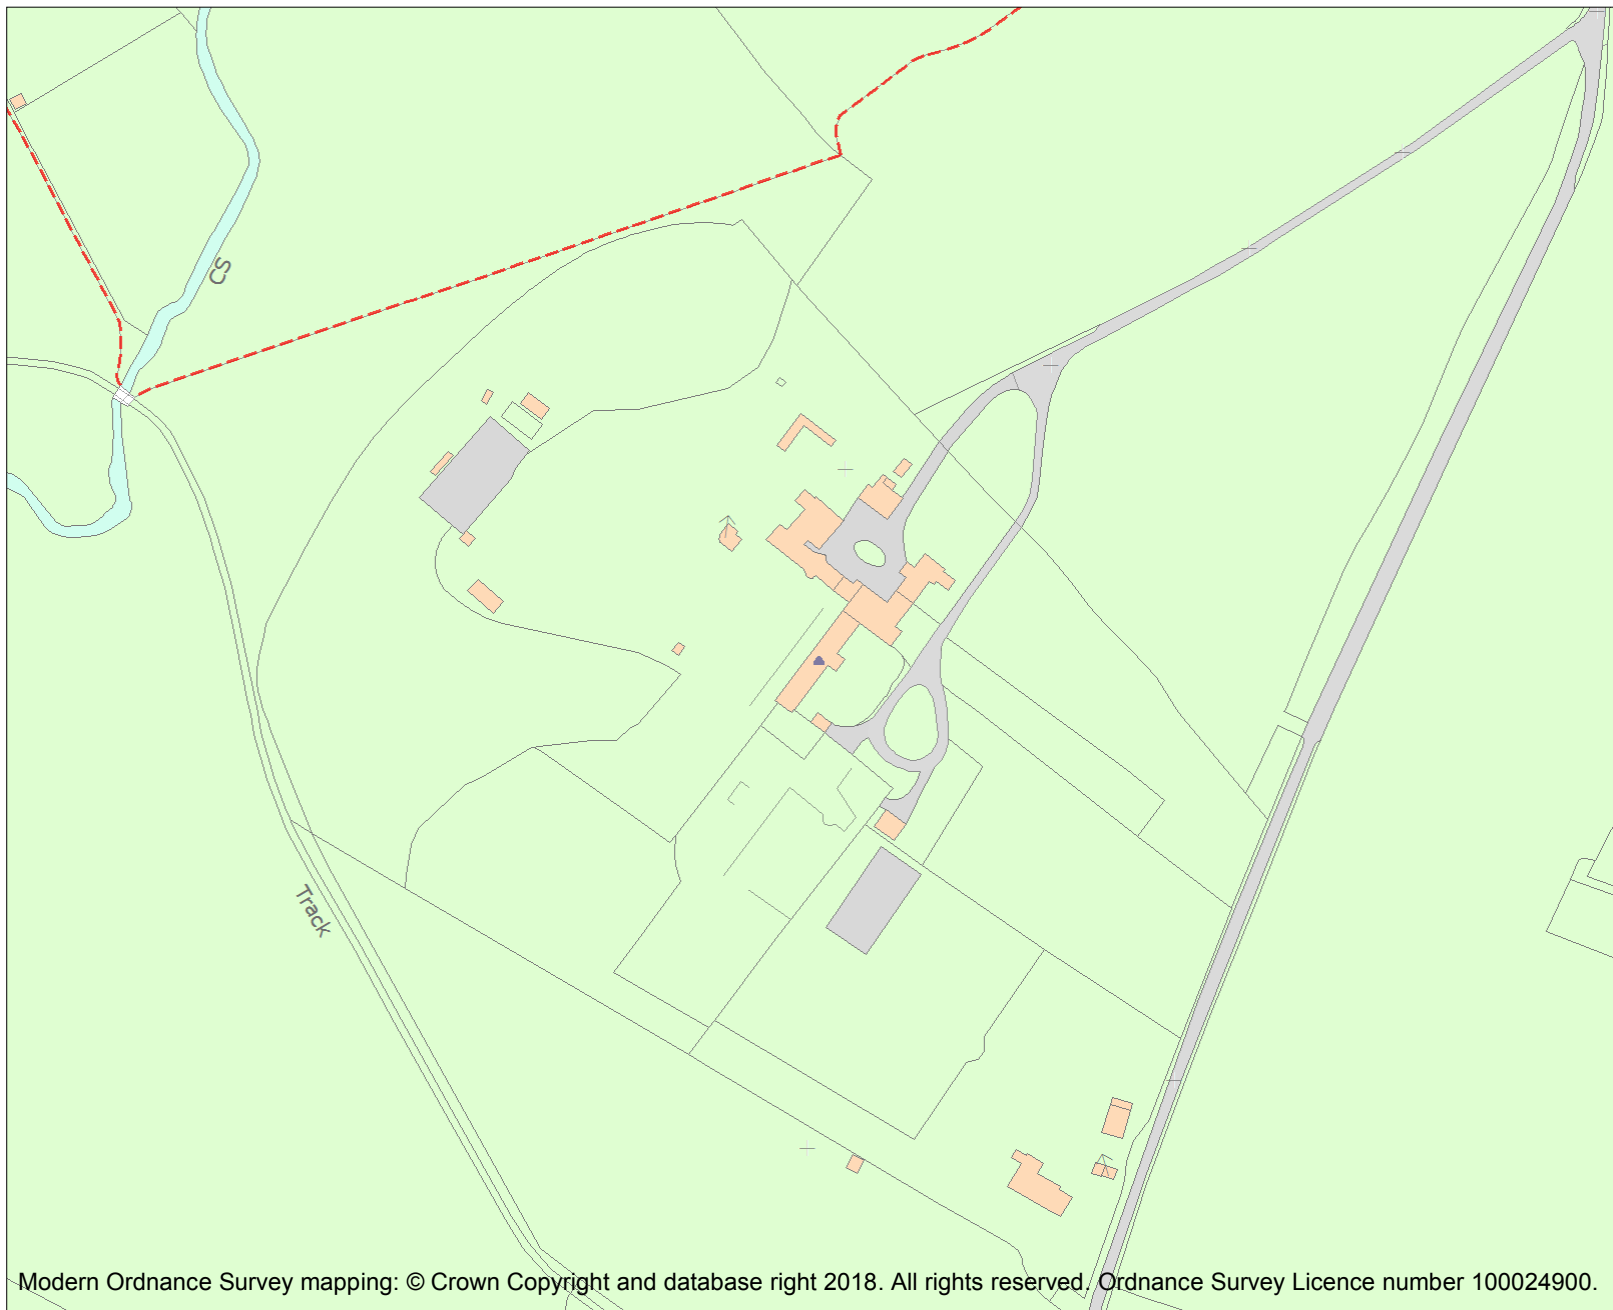 CS
Track
Modern Ordnance Survey mapping: © Crown Copyright and database right 2018. All rights reserved. Ordnance Survey Licence number 100024900.